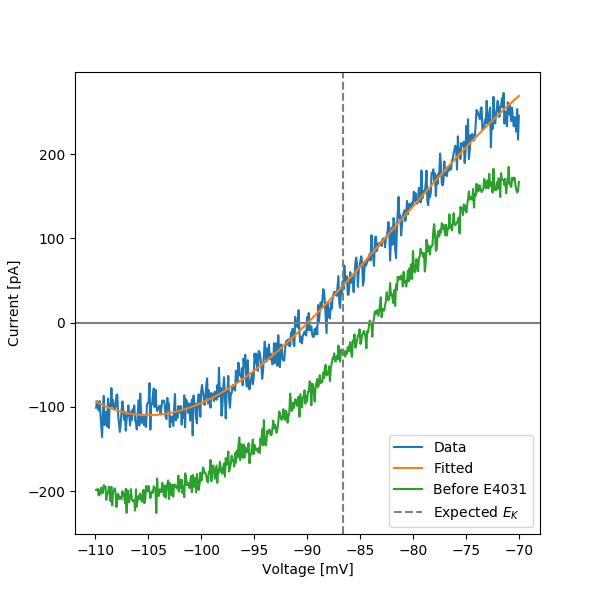 Current [pA]
200
100
0
−100
−200
−110 −105 −100 −95 −90 −85 −80 −75 −70
Voltage [mV]
Data
Fitted
Before E4031
Expected E_K